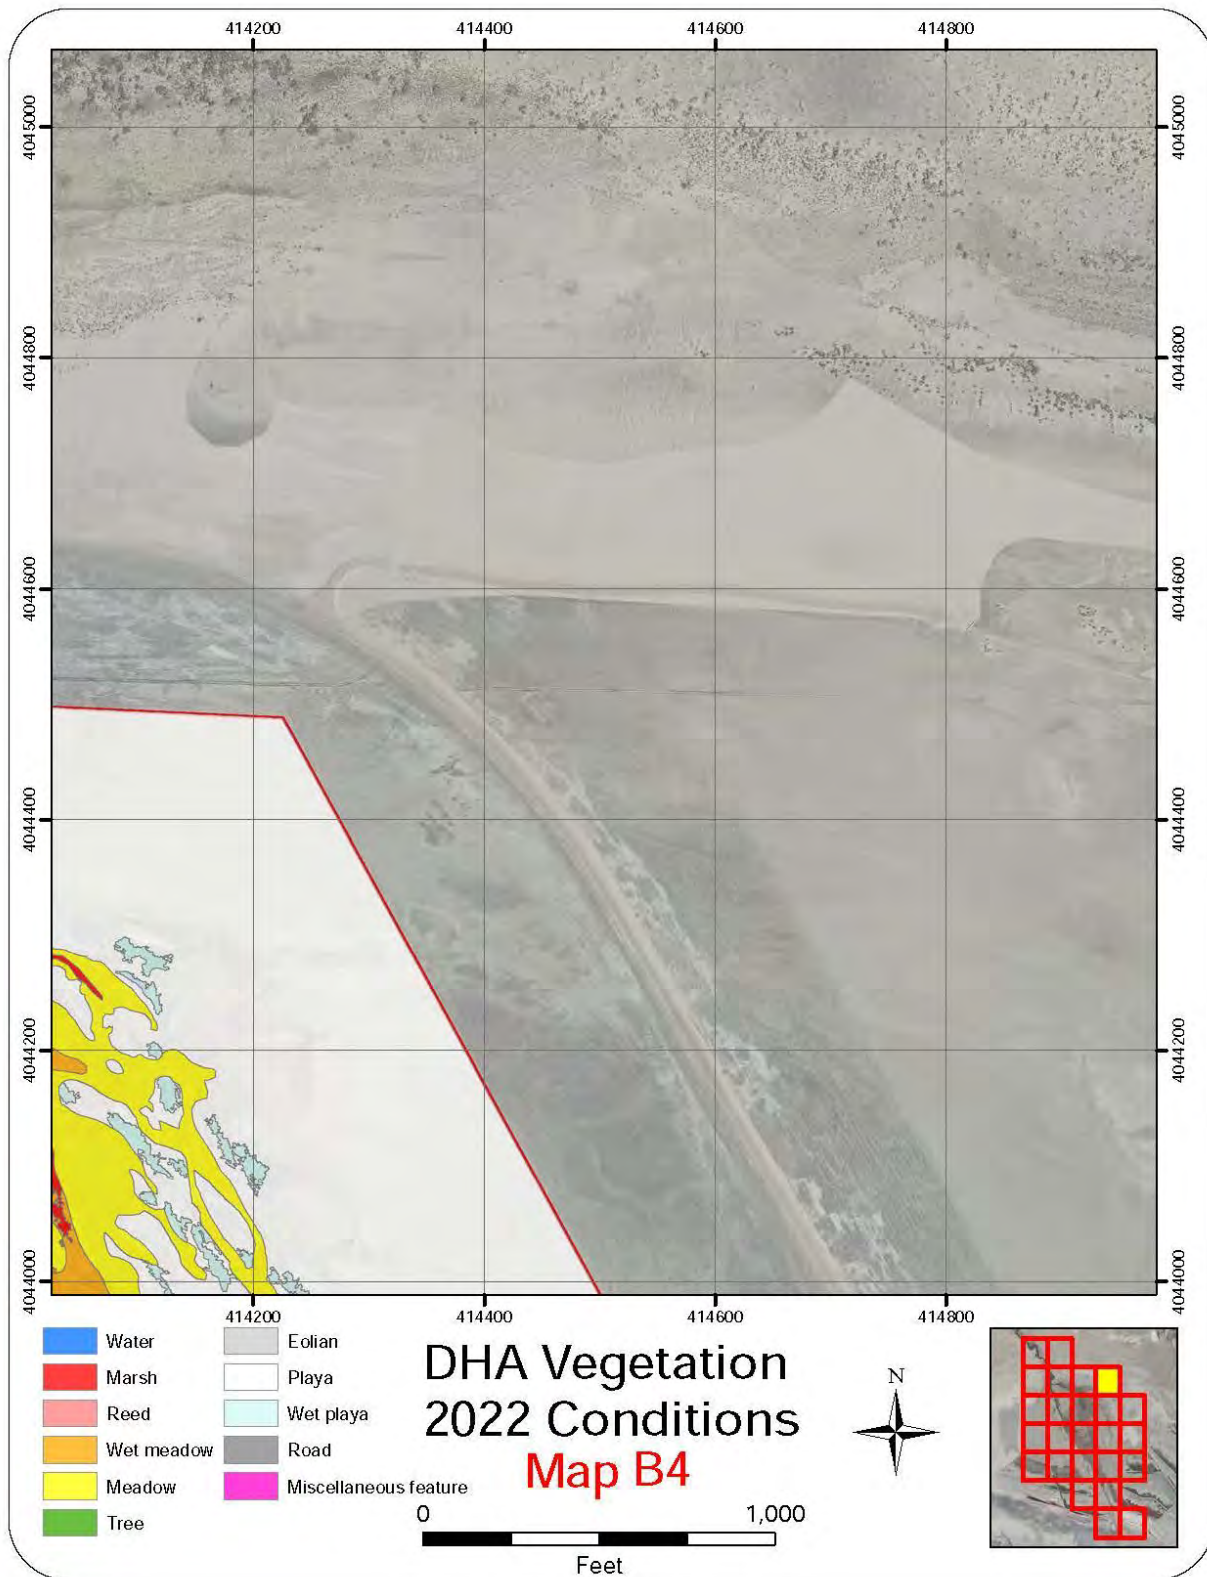 414200 414400 414600 414800
4045000 4045000
4044800 4044800
4044600 4044600
4044400 4044400
4044200 4044200
4044000 4044000
414200 414400 414600 414800
Water
Marsh
Reed
Wet meadow
Meadow
Tree
Eolian
Playa
Wet playa
Road
Miscellaneous feature
DHA Vegetation
2022 Conditions
Map B4
0 1,000
Feet
N